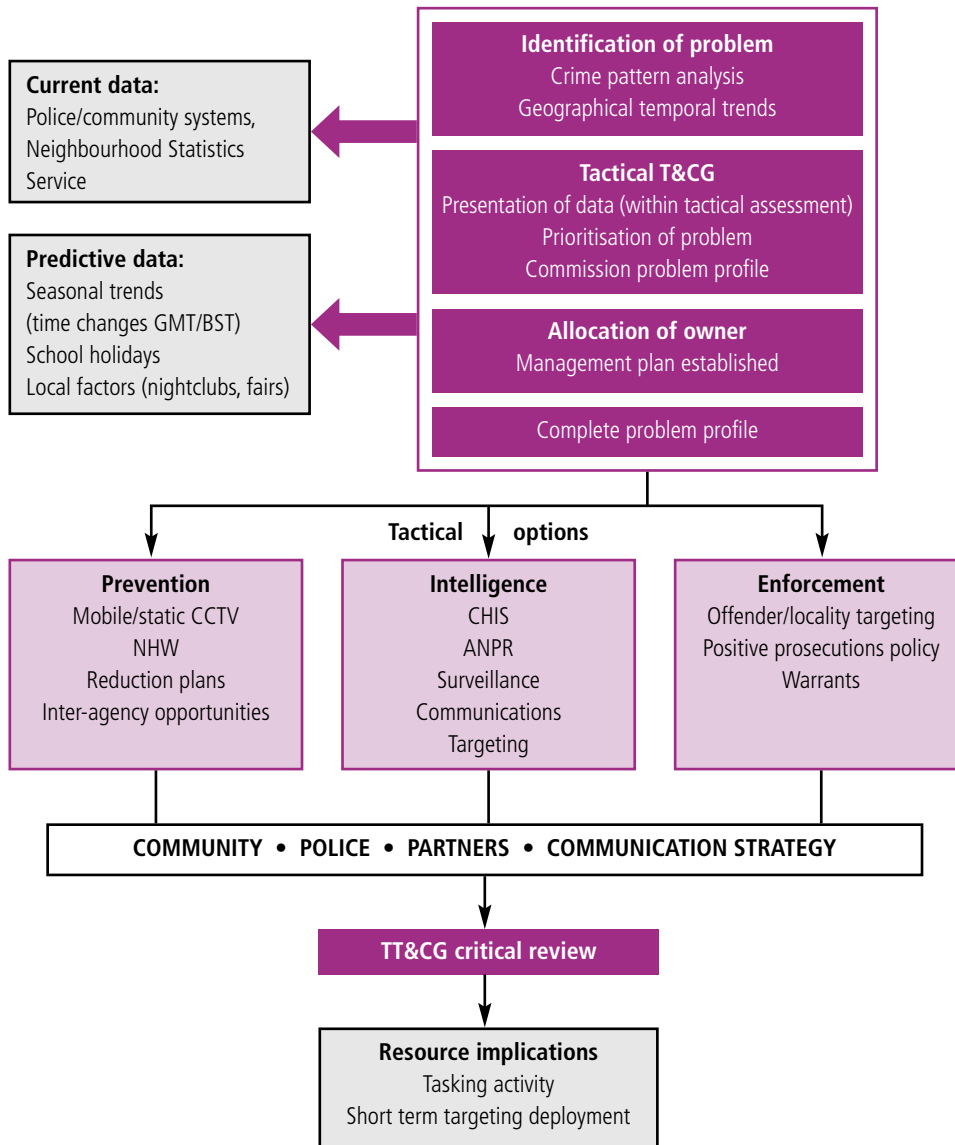 Identification of problem
Crime pattern analysis
Geographical temporal trends
Current data:
Police/community systems,
Neighbourhood Statistics
Service
Tactical T&CG
Presentation of data (within tactical assessment)
Prioritisation of problem
Commission problem profile
Predictive data:
Seasonal trends
(time changes GMT/BST)
School holidays
Local factors (nightclubs, fairs)
Allocation of owner
Management plan established
Complete problem profile
Tactical options
Prevention
Mobile/static CCTV
NHW
Reduction plans
Inter-agency opportunities
Intelligence
CHIS
ANPR
Surveillance
Communications
Targeting
Enforcement
Offender/locality targeting
Positive prosecutions policy
Warrants
COMMUNITY • POLICE • PARTNERS • COMMUNICATION STRATEGY
TT&CG critical review
Resource implications
Tasking activity
Short term targeting deployment